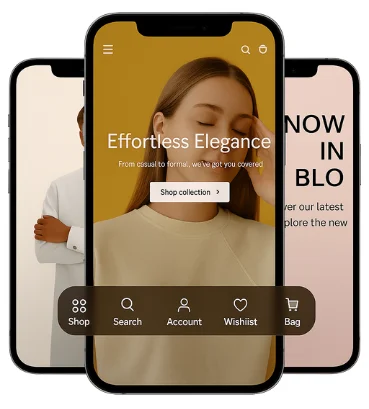 Effortless Elegance
From casual to formal, we've got you covered
Shop collection
NOW
IN
BLO
ver our latest
plore the new
Shop
Search
Account
Wishlist
Bag